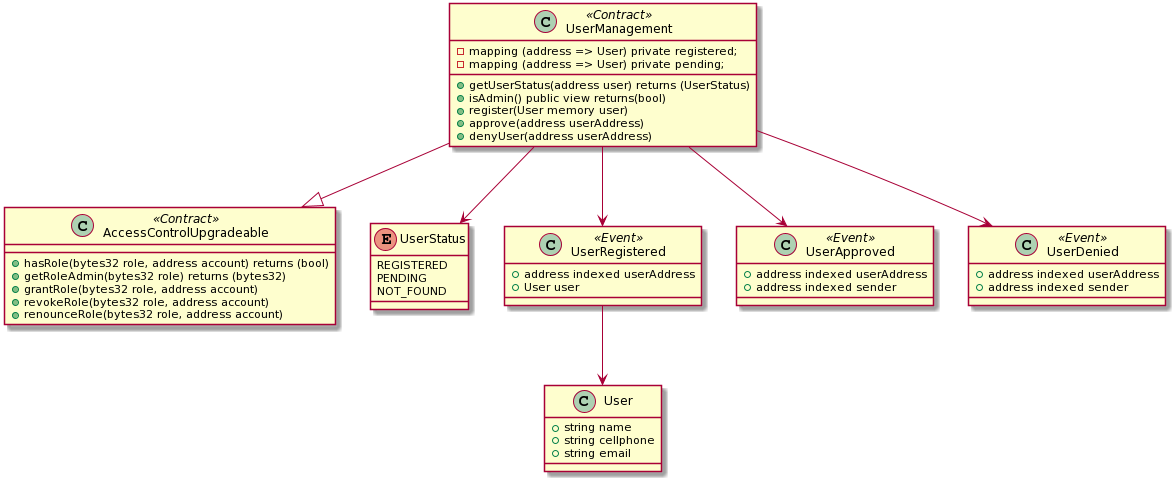 «Contract»
C UserManagement
mapping (address => User) private registered;
mapping (address => User) private pending;
getUserStatus(address user) returns (UserStatus)
isAdmin() public view returns(bool)
register(User memory user)
approve(address userAddress)
denyUser(address userAddress)
«Contract»
C AccessControlUpgradeable
hasRole(bytes32 role, address account) returns (bool)
getRoleAdmin(bytes32 role) returns (bytes32)
grantRole(bytes32 role, address account)
revokeRole(bytes32 role, address account)
renounceRole(bytes32 role, address account)
E UserStatus
REGISTERED
PENDING
NOT_FOUND
«Event»
C UserRegistered
address indexed userAddress
User user
«Event»
C UserApproved
address indexed userAddress
address indexed sender
«Event»
C UserDenied
address indexed userAddress
address indexed sender
C User
string name
string cellphone
string email